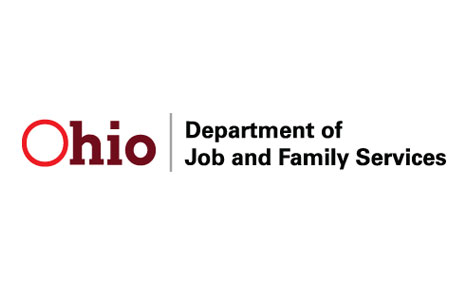 Ohio
Department of
Job and Family Services